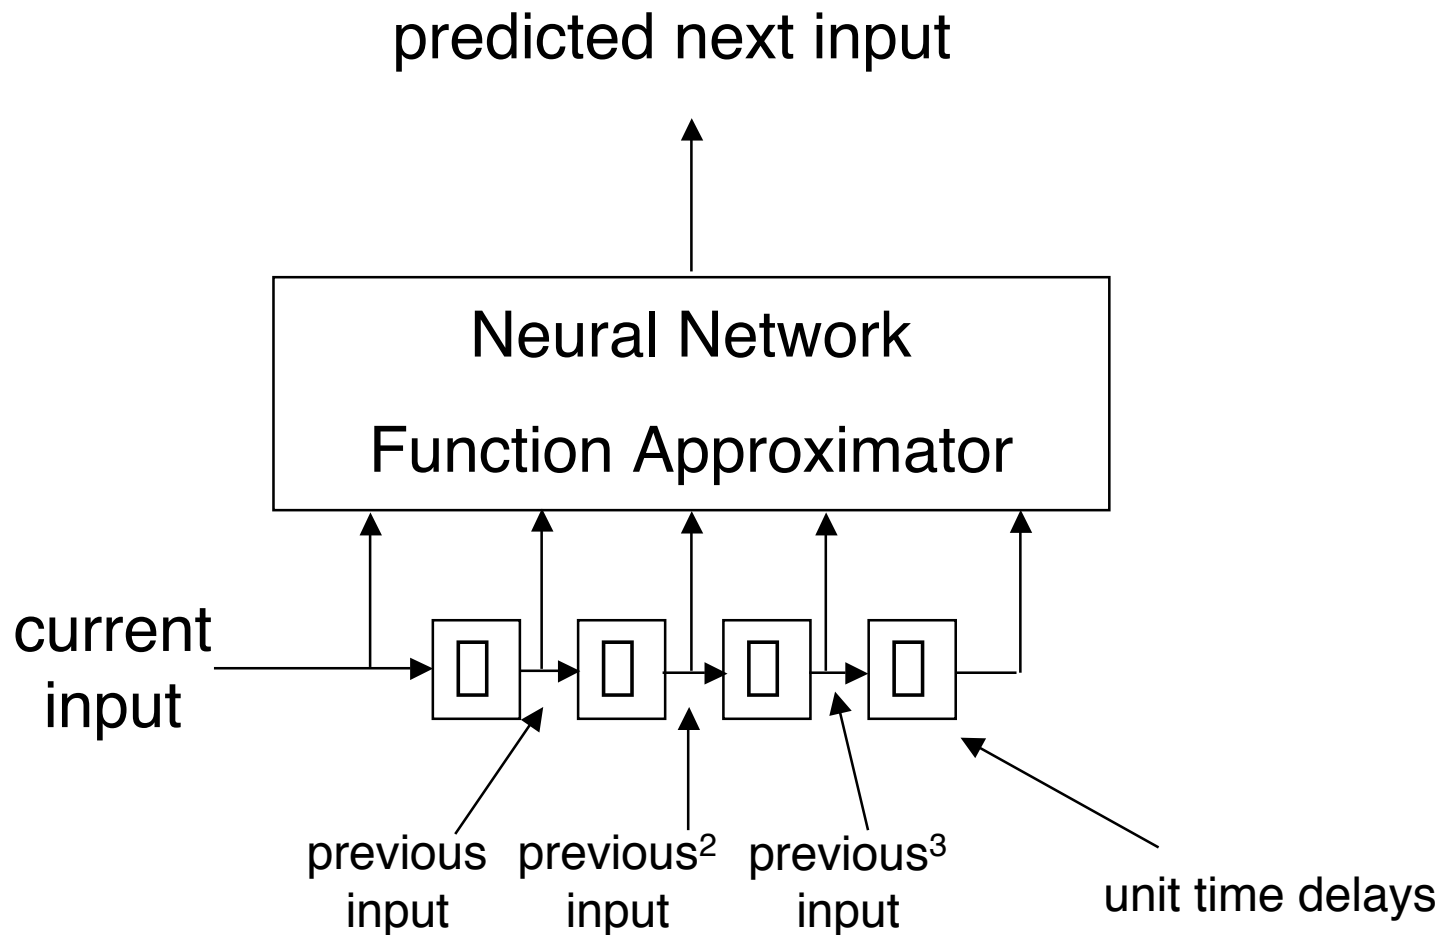 predicted next input
Neural Network
Function Approximator
current
input
previous
input
previous²
input
previous³
input
unit time delays